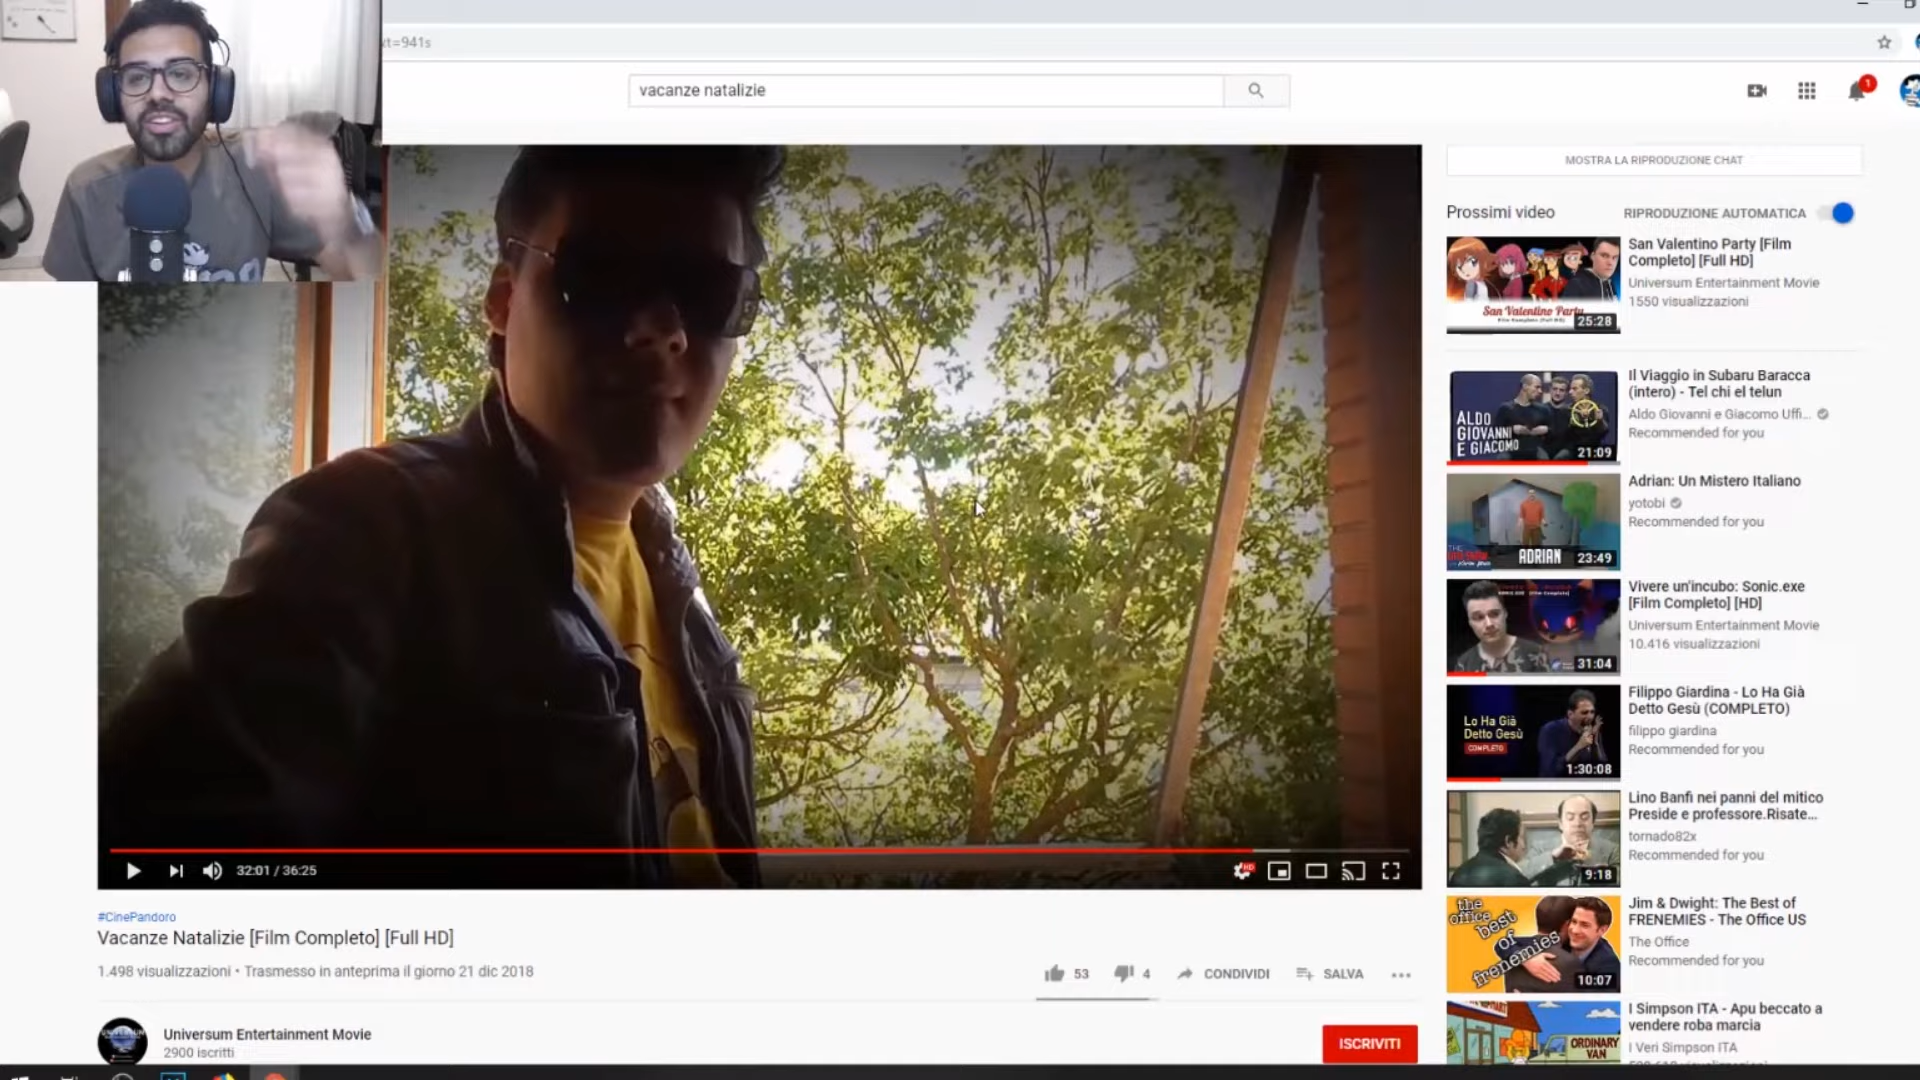 xt=941s
vacanze natalizie
1
MOSTRA LA RIPRODUZIONE CHAT
Prossimi video
RIPRODUZIONE AUTOMATICA
San Valentino Party [Film
Completo] [Full HD]
Universum Entertainment Movie
1550 visualizzazioni
San Valentino Party
25:28
Il Viaggio in Subaru Baracca
(intero) - Tel chi el telun
Aldo Giovanni e Giacomo Uffi...
Recommended for you
ALDO
GIOVANNI
E GIACOMO
21:09
Adrian: Un Mistero Italiano
yotobi
Recommended for you
ADRIAN
23:49
Vivere un'incubo: Sonic.exe
[Film Completo] [HD]
Universum Entertainment Movie
10.416 visualizzazioni
31:04
Filippo Giardina - Lo Ha Già
Detto Gesù (COMPLETO)
filippo giardina
Recommended for you
Lo Ha Già
Detto Gesù
COMPLETO
1:30:08
Lino Banfi nei panni del mitico
Preside e professore.Risate...
tornado82x
Recommended for you
9:18
Jim & Dwight: The Best of
FRENEMIES - The Office US
The Office
Recommended for you
the
office best
of
frenemies
10:07
I Simpson ITA - Apu beccato a
vendere roba marcia
I Veri Simpson ITA
ORDINARY
VAN
32:01 / 36:25
HD
#CinePandoro
Vacanze Natalizie [Film Completo] [Full HD]
1.498 visualizzazioni • Trasmesso in anteprima il giorno 21 dic 2018
53
4
CONDIVIDI
SALVA
Universum Entertainment Movie
2900 iscritti
ISCRIVITI